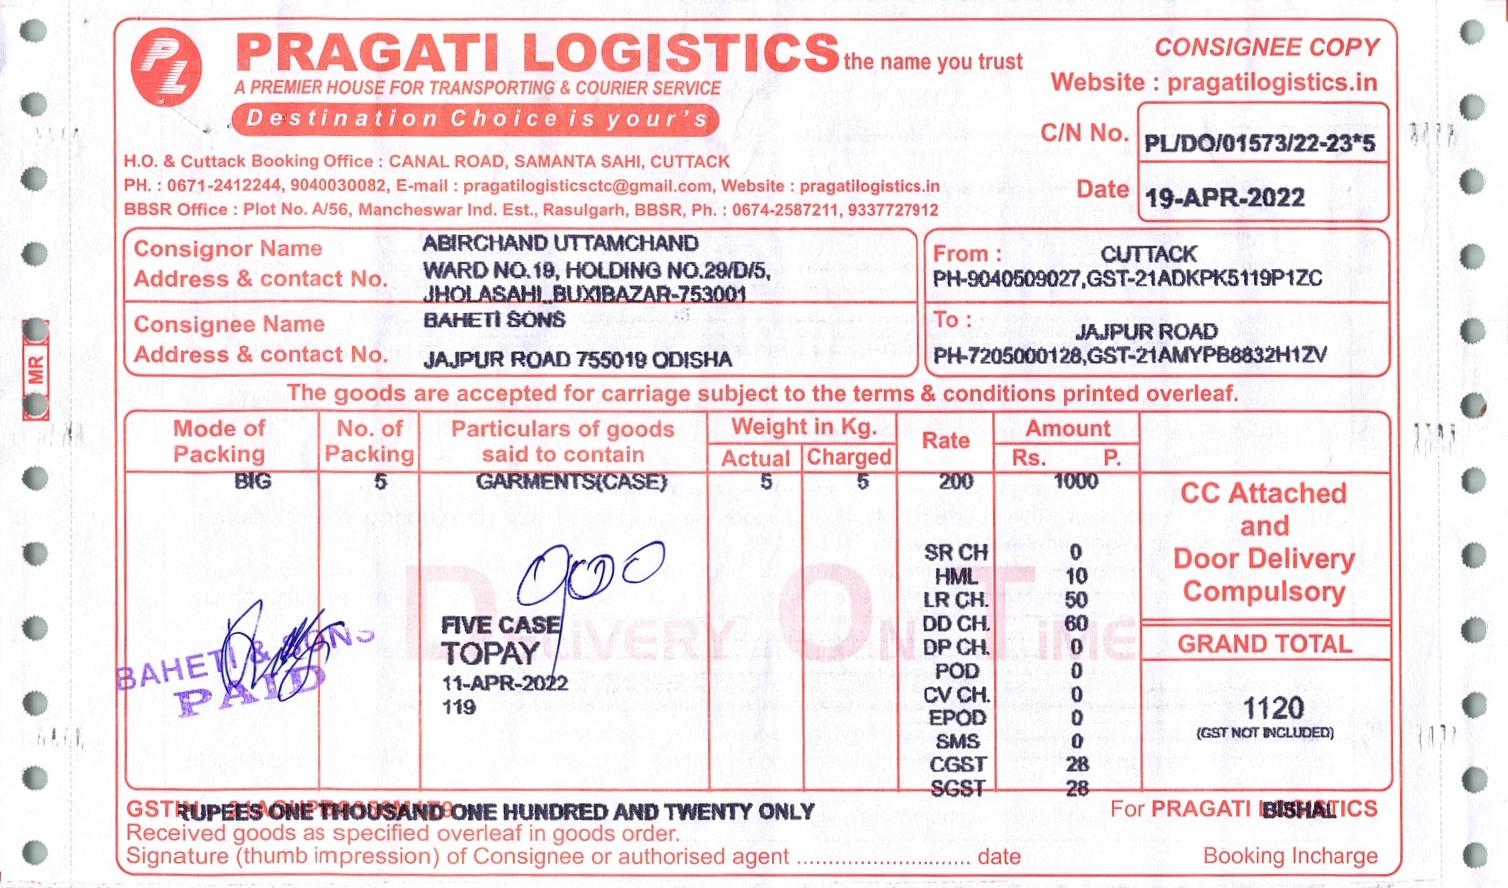 PL
PRAGATI LOGISTICS the name you trust
A PREMIER HOUSE FOR TRANSPORTING & COURIER SERVICE
Destination Choice is your's
CONSIGNEE COPY
Website : pragatilogistics.in
C/N No. PL/DO/01573/22-23*5
Date 19-APR-2022
H.O. & Cuttack Booking Office : CANAL ROAD, SAMANTA SAHI, CUTTACK
PH. : 0671-2412244, 9040030082, E-mail : pragatilogisticsctc@gmail.com, Website : pragatilogistics.in
BBSR Office : Plot No. A/56, Mancheswar Ind. Est., Rasulgarh, BBSR, Ph. : 0674-2587211, 9337727912
Consignor Name ABIRCHAND UTTAMCHAND
Address & contact No. WARD NO.19, HOLDING NO.29/D/5,
JHOLASAHI,,BUXIBAZAR-753001
From : CUTTACK
PH-9040509027,GST-21ADKPK5119P1ZC
Consignee Name BAHETI SONS
Address & contact No. JAJPUR ROAD 755019 ODISHA
To : JAJPUR ROAD
PH-7205000128,GST-21AMYPB8832H1ZV
MR
The goods are accepted for carriage subject to the terms & conditions printed overleaf.
Mode of Packing No. of Packing Particulars of goods said to contain Weight in Kg. Actual Charged Rate Amount Rs. P.
BIG 5 GARMENTS(CASE) 5 5 200 1000
CC Attached
and
Door Delivery
Compulsory
GRAND TOTAL
1120
(GST NOT INCLUDED)
SR CH 0
HML 10
LR CH. 50
DD CH. 60
DP CH. 0
POD 0
CV CH. 0
EPOD 0
SMS 0
CGST 28
SGST 28
900
DELIVERY ON TIME
FIVE CASE
TOPAY
11-APR-2022
119
BAHETI & SONS
PAID
GSTIN
RUPEES ONE THOUSAND ONE HUNDRED AND TWENTY ONLY
For PRAGATI LOGISTICS
BISHAL
Received goods as specified overleaf in goods order.
Signature (thumb impression) of Consignee or authorised agent ............................ date
Booking Incharge